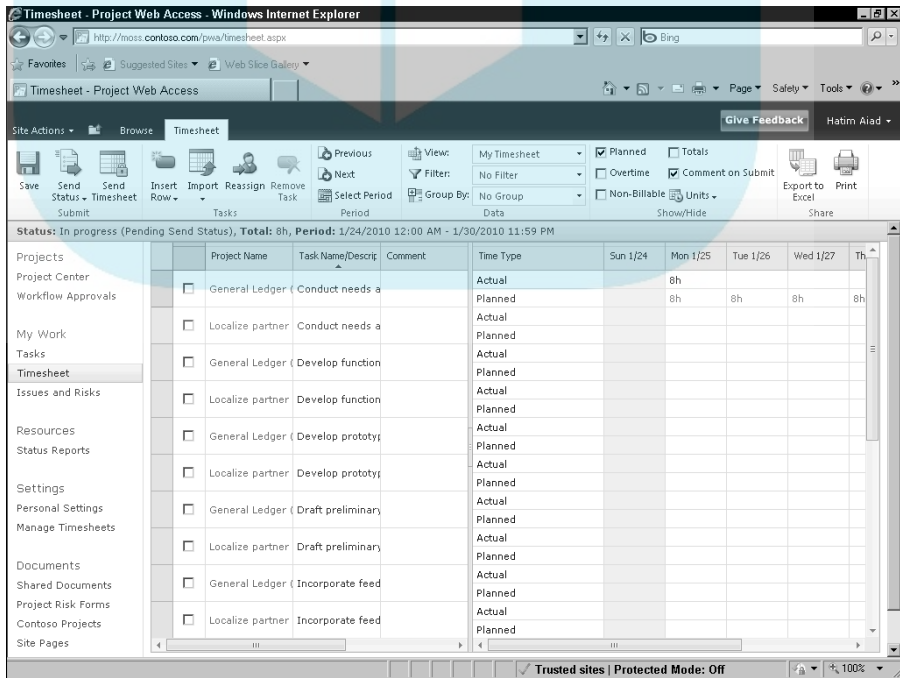 Timesheet - Project Web Access - Windows Internet Explorer
http://moss.contoso.com/pwa/timesheet.aspx
Bing
Favorites Suggested Sites Web Slice Gallery
Timesheet - Project Web Access
Page Safety Tools
Give Feedback Hatim Aiad
Site Actions Browse Timesheet
Save
Send Status
Send Timesheet
Submit
Insert Row
Import
Reassign
Remove Task
Tasks
Previous
Next
Select Period
Period
View: My Timesheet
Filter: No Filter
Group By: No Group
Data
Planned Totals
Overtime Comment on Submit
Non-Billable Units
Show/Hide
Export to Excel
Print
Share
Status: In progress (Pending Send Status), Total: 8h, Period: 1/24/2010 12:00 AM - 1/30/2010 11:59 PM
Projects
Project Center
Workflow Approvals
My Work
Tasks
Timesheet
Issues and Risks
Resources
Status Reports
Settings
Personal Settings
Manage Timesheets
Documents
Shared Documents
Project Risk Forms
Contoso Projects
Site Pages
Project Name Task Name/Descrip Comment Time Type Sun 1/24 Mon 1/25 Tue 1/26 Wed 1/27 Th
General Ledger ( Conduct needs a
Actual 8h
Planned 8h 8h 8h 8h
Localize partner Conduct needs a
Actual
Planned
General Ledger ( Develop function
Actual
Planned
Localize partner Develop function
Actual
Planned
General Ledger ( Develop prototyp
Actual
Planned
Localize partner Develop prototyp
Actual
Planned
General Ledger ( Draft preliminary
Actual
Planned
Localize partner Draft preliminary
Actual
Planned
General Ledger ( Incorporate feed
Actual
Planned
Localize partner Incorporate feed
Actual
Planned
Trusted sites | Protected Mode: Off
100%